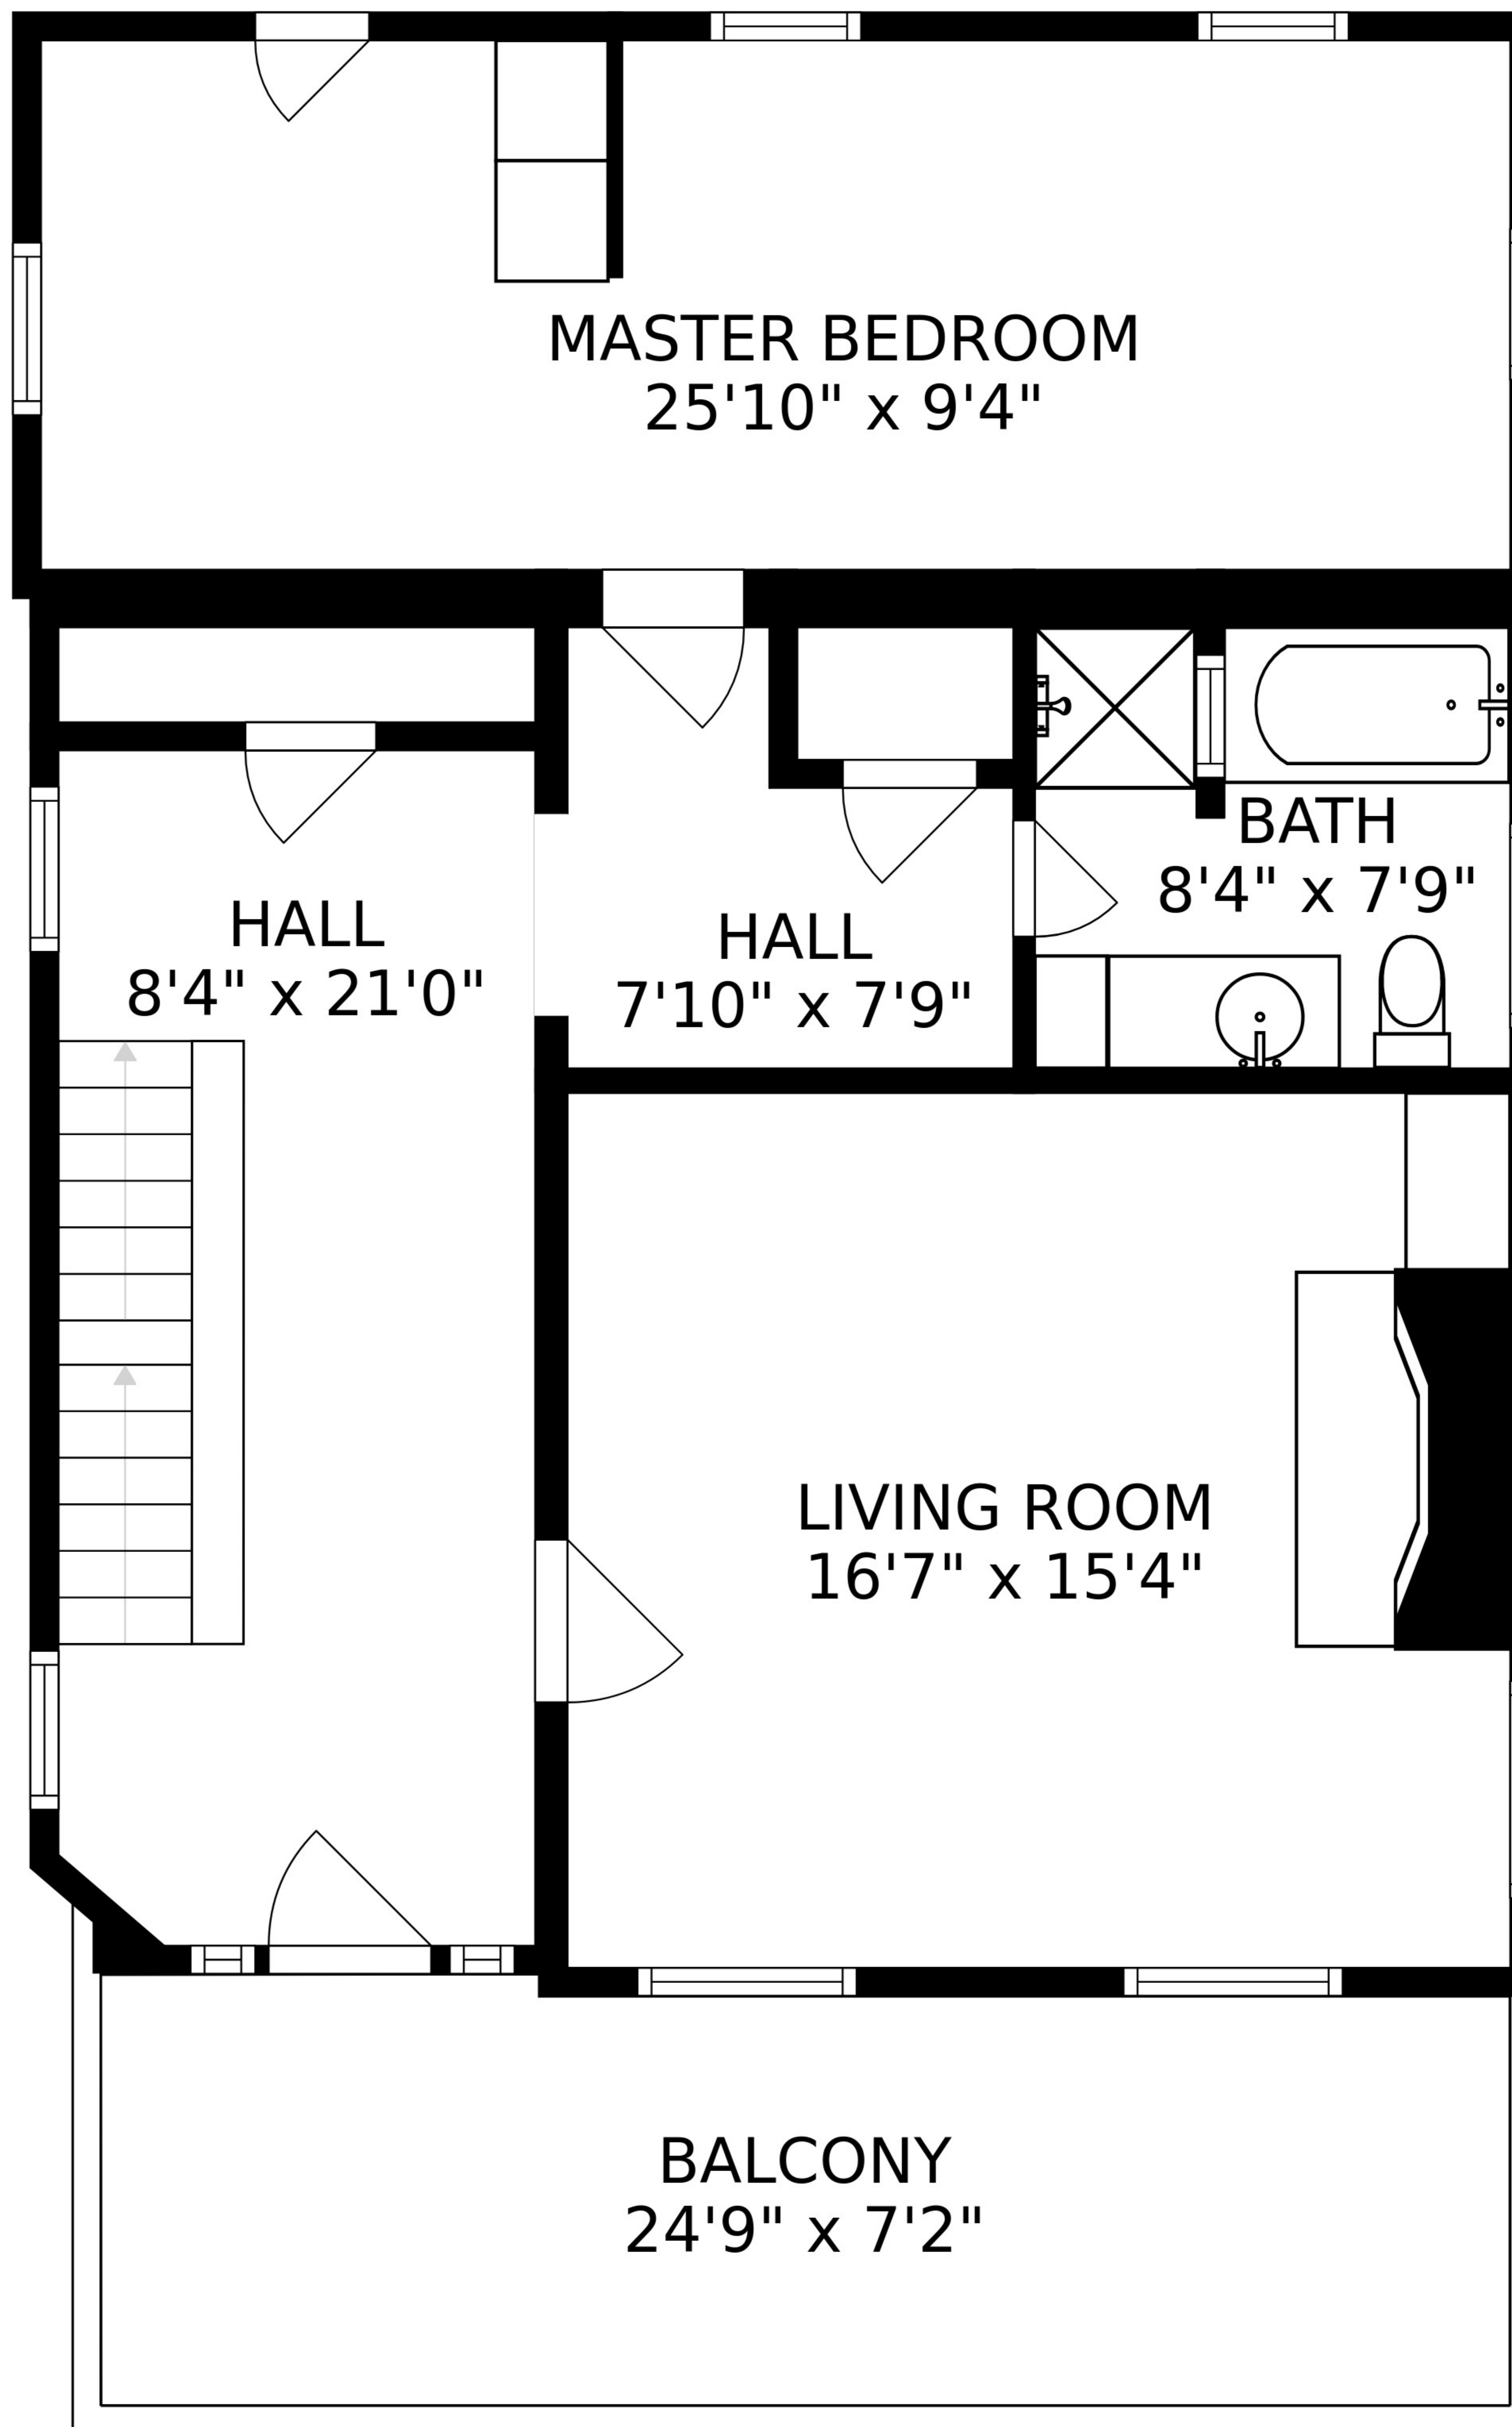 MASTER BEDROOM
25'10" x 9'4"
BATH
8'4" x 7'9"
HALL
8'4" x 21'0"
HALL
7'10" x 7'9"
LIVING ROOM
16'7" x 15'4"
BALCONY
24'9" x 7'2"